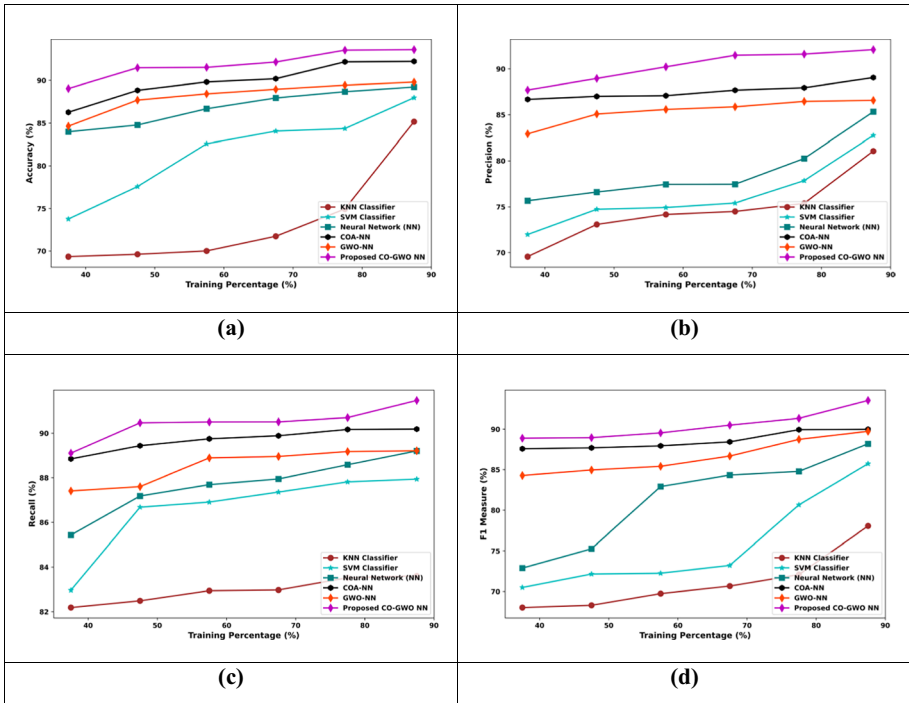 90
85
80
75
70
Accuracy (%)
KNN Classifier
SVM Classifier
Neural Network (NN)
COA-NN
GWO-NN
Proposed CO-GWO NN
40 50 60 70 80 90
Training Percentage (%)
(a)
90
85
80
75
70
Precision (%)
KNN Classifier
SVM Classifier
Neural Network (NN)
COA-NN
GWO-NN
Proposed CO-GWO NN
40 50 60 70 80 90
Training Percentage (%)
(b)
90
88
86
84
82
Recall (%)
KNN Classifier
SVM Classifier
Neural Network (NN)
COA-NN
GWO-NN
Proposed CO-GWO NN
40 50 60 70 80 90
Training Percentage (%)
(c)
90
85
80
75
70
F1 Measure (%)
KNN Classifier
SVM Classifier
Neural Network (NN)
COA-NN
GWO-NN
Proposed CO-GWO NN
40 50 60 70 80 90
Training Percentage (%)
(d)